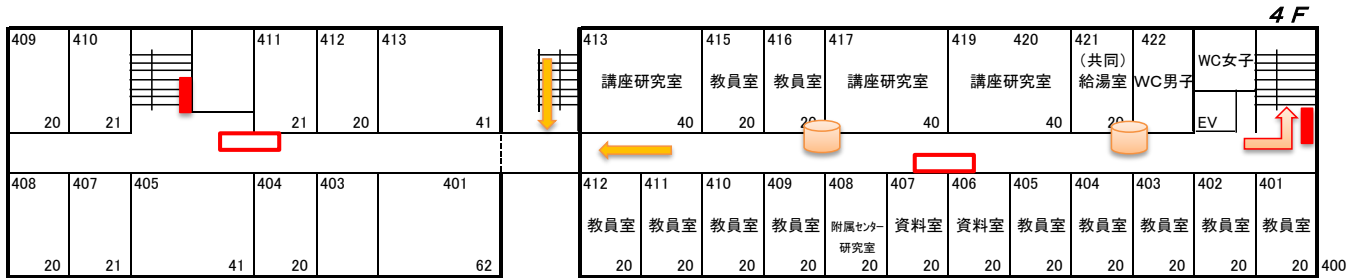 4 F
409 410 411 412 413
20 21 21 20 41
413 415 416 417 419 420 421 422
講座研究室 教員室 教員室 講座研究室 講座研究室 (共同) 給湯室 WC男子 WC女子
40 20 20 40 40 20 EV
408 407 405 404 403 401
20 21 41 20 62
412 411 410 409 408 407 406 405 404 403 402 401
教員室 教員室 教員室 教員室 附属センター 資料室 資料室 教員室 教員室 教員室 教員室 教員室
研究室
20 20 20 20 20 20 20 20 20 20 20 20 400